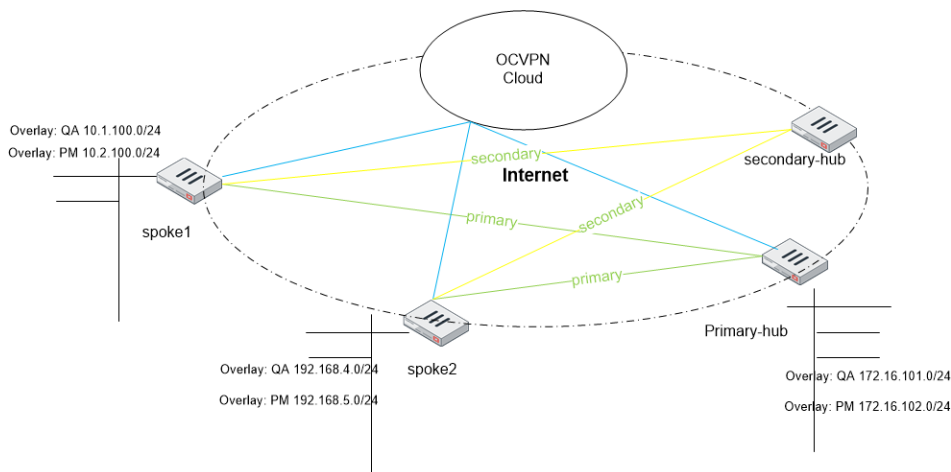 OCVPN
Cloud
Overlay: QA 10.1.100.0/24
Overlay: PM 10.2.100.0/24
secondary
Internet
secondary-hub
spoke1
primary
secondary
primary
Primary-hub
spoke2
Overlay: QA 192.168.4.0/24
Overlay: PM 192.168.5.0/24
Overlay: QA 172.16.101.0/24
Overlay: PM 172.16.102.0/24